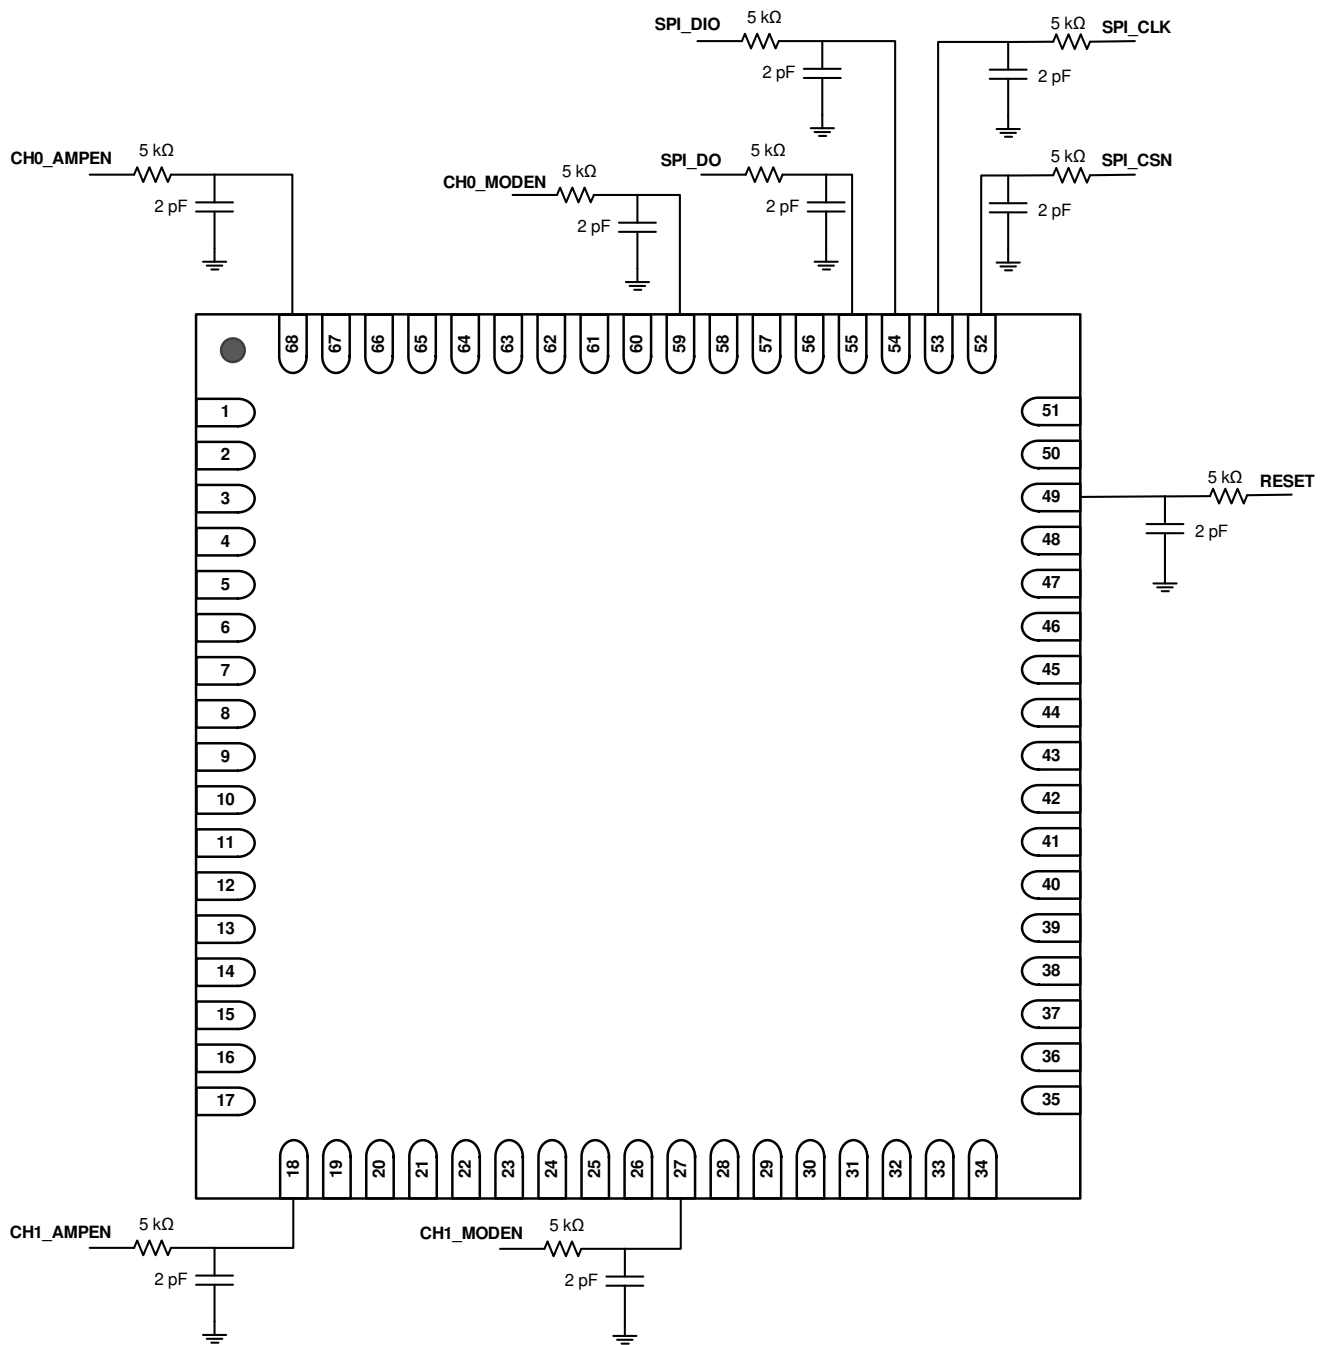 SPI_DIO 5 kΩ 5 kΩ SPI_CLK
2 pF 2 pF
CH0_AMPEN 5 kΩ SPI_DO 5 kΩ 5 kΩ SPI_CSN
CH0_MODEN 5 kΩ
2 pF 2 pF 2 pF 2 pF
68 67 66 65 64 63 62 61 60 59 58 57 56 55 54 53 52
1 51
2 50
3 49 5 kΩ RESET
4 48 2 pF
5 47
6 46
7 45
8 44
9 43
10 42
11 41
12 40
13 39
14 38
15 37
16 36
17 35
18 19 20 21 22 23 24 25 26 27 28 29 30 31 32 33 34
CH1_AMPEN 5 kΩ CH1_MODEN 5 kΩ
2 pF 2 pF